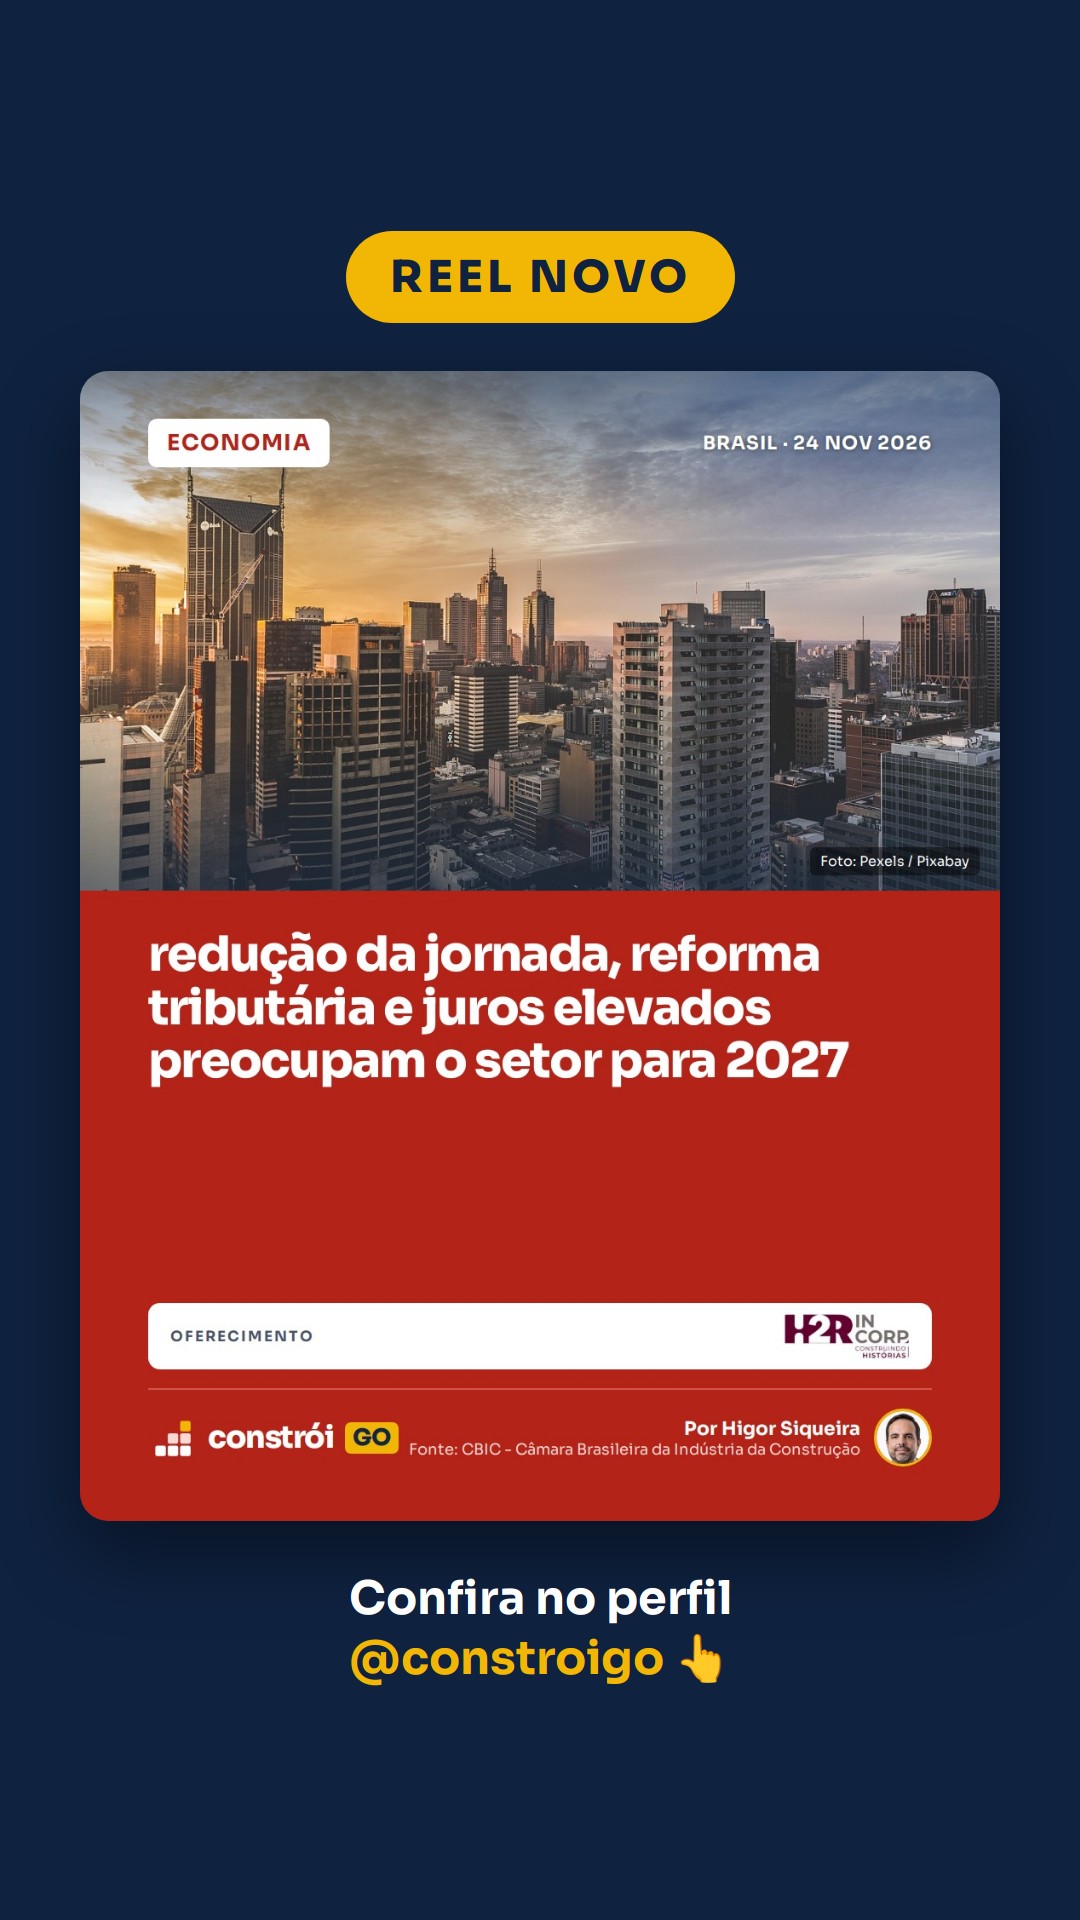 REEL NOVO
ECONOMIA
BRASIL · 24 NOV 2026
Foto: Pexels / Pixabay
redução da jornada, reforma
tributária e juros elevados
preocupam o setor para 2027
OFERECIMENTO
H2R IN
CORP.
CONSTRUINDO
HISTÓRIAS
constrói GO
Por Higor Siqueira
Fonte: CBIC - Câmara Brasileira da Indústria da Construção
Confira no perfil
@constroigo 👆